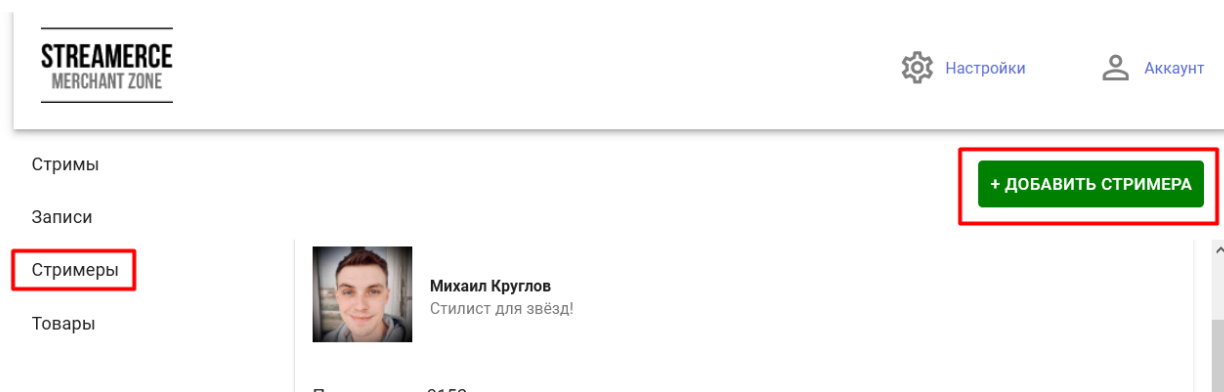 STREAMERCE
MERCHANT ZONE
Настройки
Аккаунт
Стримы
+ ДОБАВИТЬ СТРИМЕРА
Записи
Стримеры
Михаил Круглов
Стилист для звёзд!
Товары